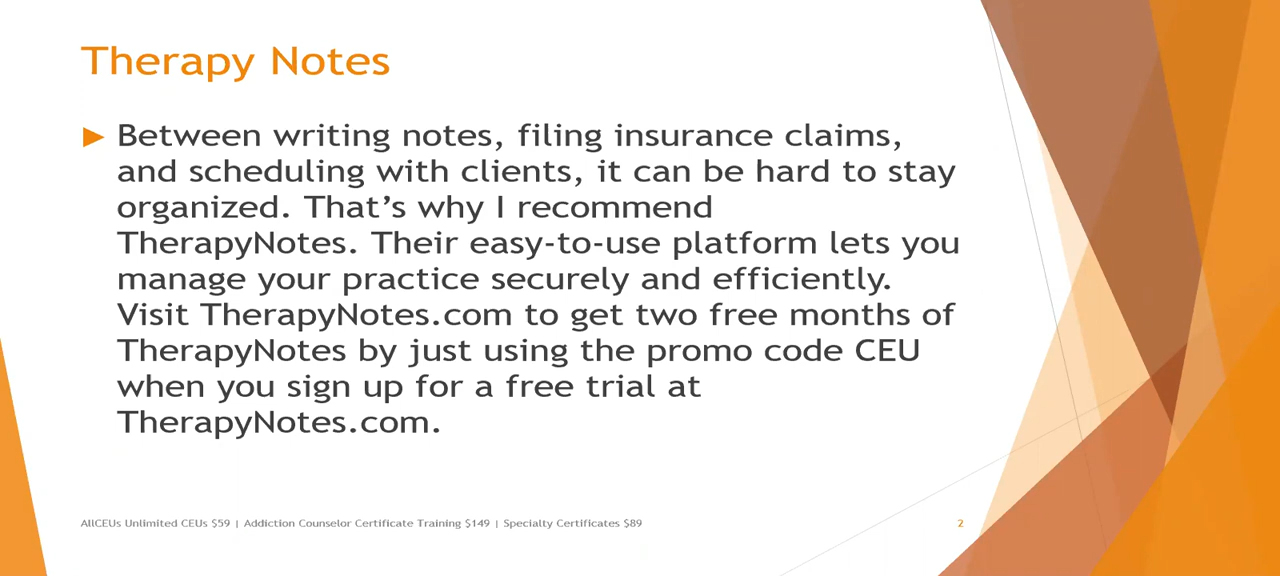 Therapy Notes
Between writing notes, filing insurance claims,
and scheduling with clients, it can be hard to stay
organized. That’s why I recommend
TherapyNotes. Their easy-to-use platform lets you
manage your practice securely and efficiently.
Visit TherapyNotes.com to get two free months of
TherapyNotes by just using the promo code CEU
when you sign up for a free trial at
TherapyNotes.com.
AllCEUs Unlimited CEUs $59 | Addiction Counselor Certificate Training $149 | Specialty Certificates $89
2